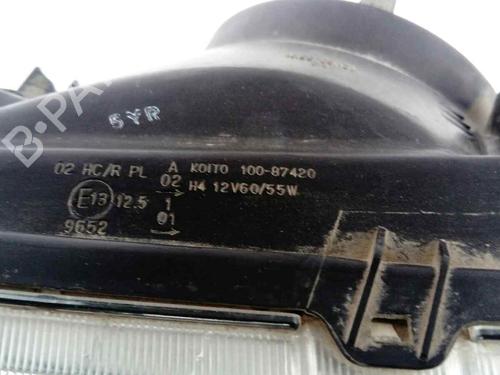 B-PA
5YR
02 HC/R PL A KOITO 100-87420
02 H4 12V60/55W
E13 12.5 1
01
9652